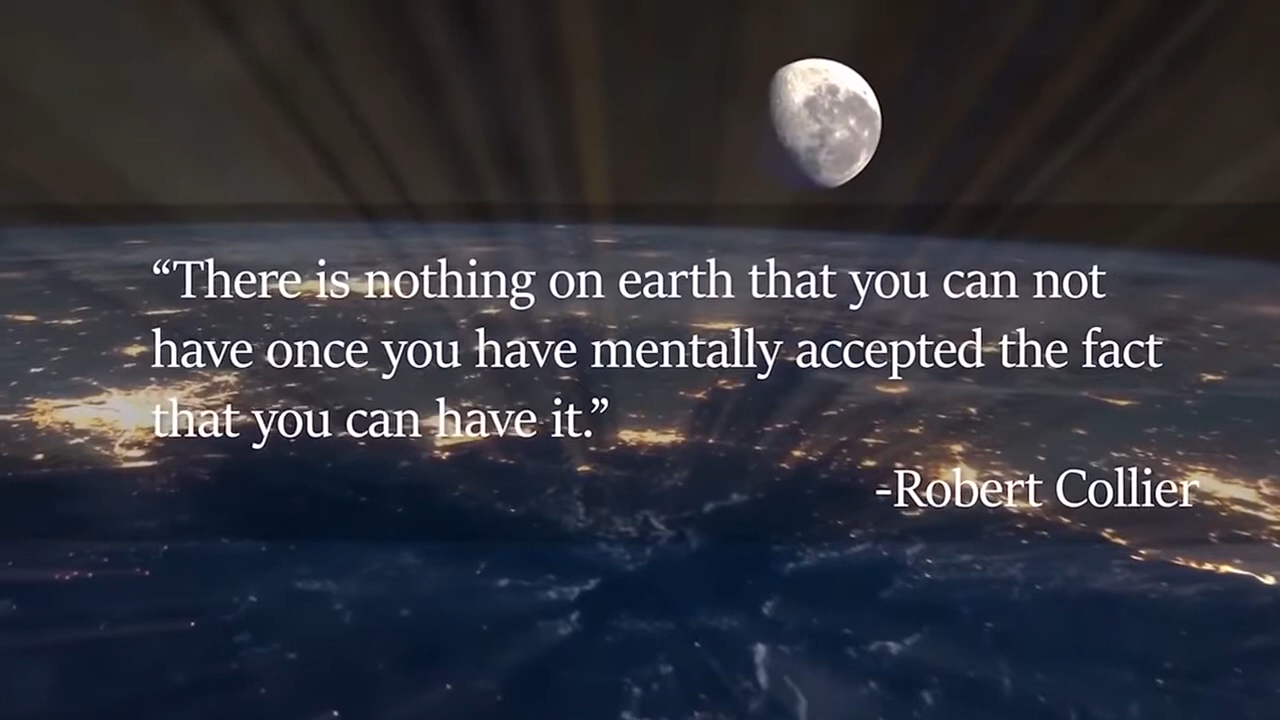 “There is nothing on earth that you can not
have once you have mentally accepted the fact
that you can have it.”
-Robert Collier